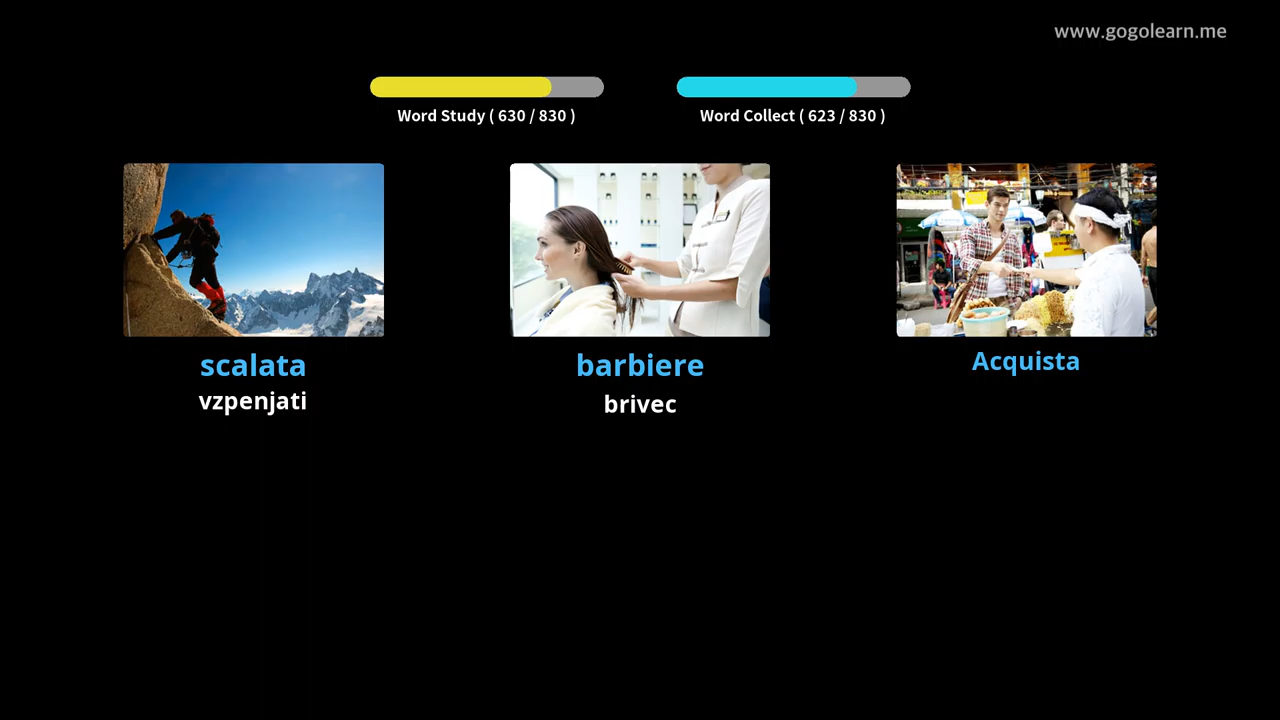 www.gogolearn.me
Word Study ( 630 / 830 )
Word Collect ( 623 / 830 )
scalata
vzpenjati
barbiere
brivec
Acquista